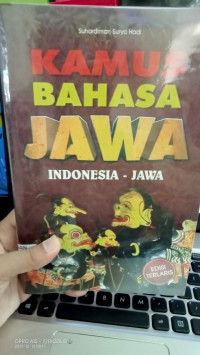 Suhardiman Surya Hadi
KAMUS
BAHASA
JAWA
INDONESIA - JAWA
EDISI
TERLARIS